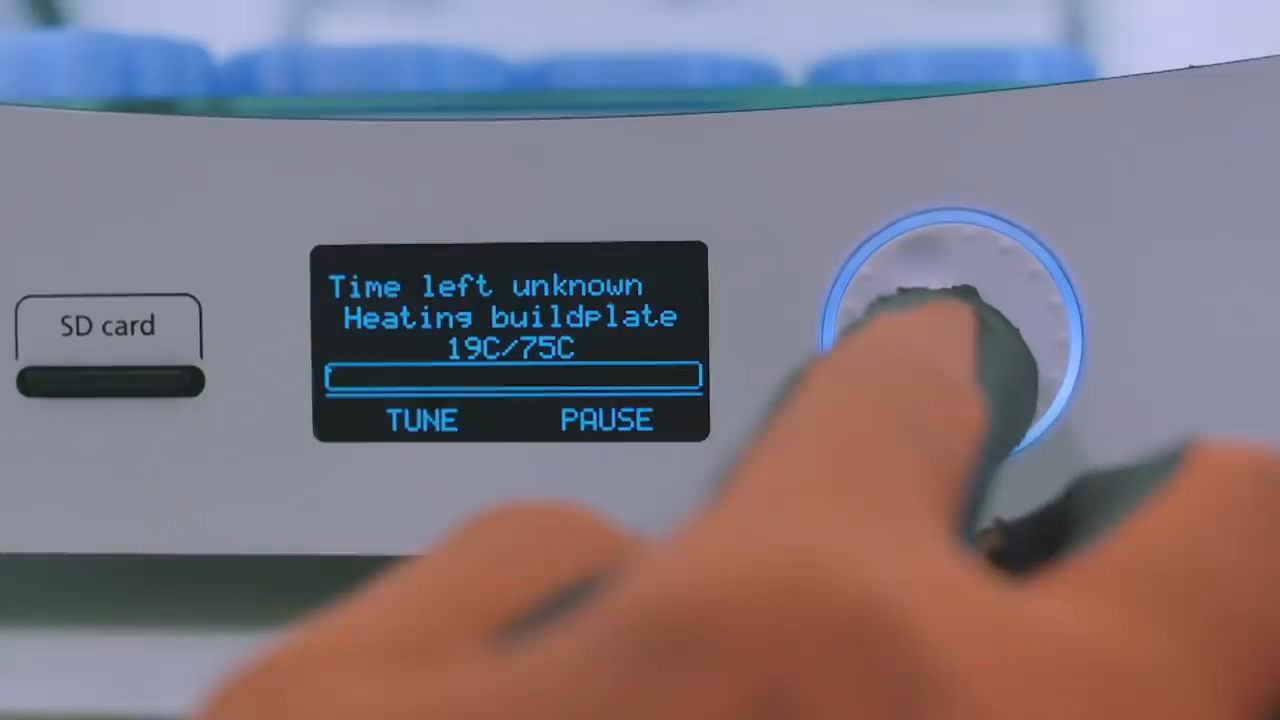 SD card
Time left unknown
Heating buildplate
19C/75C
TUNE PAUSE